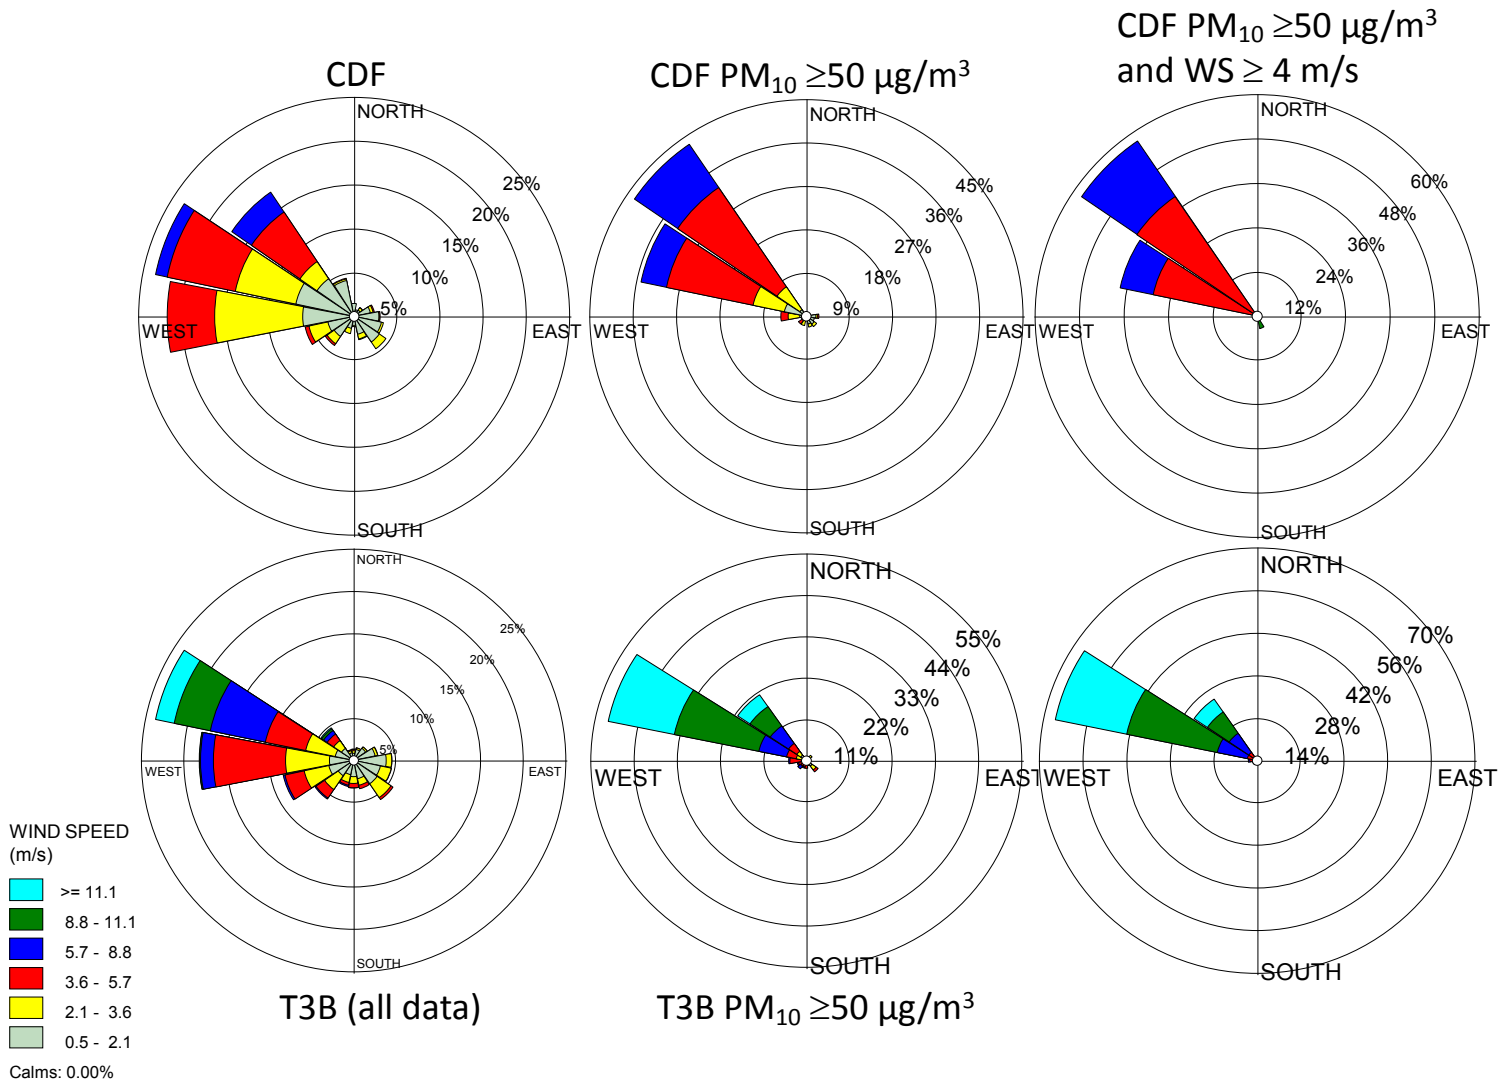 CDF PM10 ≥50 µg/m3
and WS ≥ 4 m/s
CDF
CDF PM10 ≥50 µg/m3
NORTH
25%
20%
15%
10%
5%
WEST
EAST
SOUTH
NORTH
45%
36%
27%
18%
9%
WEST
EAST
SOUTH
NORTH
60%
48%
36%
24%
12%
WEST
EAST
SOUTH
NORTH
25%
20%
15%
10%
5%
WEST
EAST
SOUTH
NORTH
55%
44%
33%
22%
11%
WEST
EAST
SOUTH
NORTH
70%
56%
42%
28%
14%
WEST
EAST
SOUTH
T3B (all data)
T3B PM10 ≥50 µg/m3
WIND SPEED
(m/s)
>= 11.1
8.8 - 11.1
5.7 - 8.8
3.6 - 5.7
2.1 - 3.6
0.5 - 2.1
Calms: 0.00%